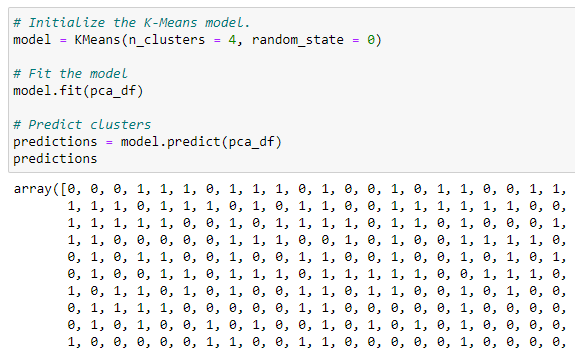 # Initialize the K-Means model.
model = KMeans(n_clusters = 4, random_state = 0)
# Fit the model
model.fit(pca_df)
# Predict clusters
predictions = model.predict(pca_df)
predictions
array([0, 0, 0, 1, 1, 1, 0, 1, 1, 1, 0, 1, 0, 0, 1, 0, 1, 1, 0, 0, 1, 1,
1, 1, 1, 0, 1, 1, 1, 0, 1, 0, 1, 1, 0, 0, 1, 1, 1, 1, 1, 1, 0, 0,
1, 1, 1, 1, 1, 0, 0, 1, 0, 1, 1, 1, 1, 0, 1, 1, 0, 1, 0, 0, 0, 1,
1, 1, 0, 0, 0, 0, 0, 1, 1, 1, 0, 0, 1, 0, 1, 0, 0, 1, 1, 1, 1, 0,
0, 1, 0, 1, 1, 0, 0, 1, 0, 0, 1, 1, 0, 0, 1, 0, 0, 1, 0, 1, 0, 1,
0, 1, 0, 0, 1, 1, 0, 1, 1, 1, 0, 1, 1, 1, 1, 1, 0, 0, 1, 1, 1, 0,
1, 0, 1, 1, 0, 1, 0, 1, 0, 0, 1, 1, 0, 1, 1, 0, 0, 1, 0, 1, 0, 0,
0, 1, 1, 1, 1, 0, 0, 0, 0, 0, 1, 1, 0, 0, 0, 0, 0, 1, 0, 0, 0, 0,
0, 1, 0, 1, 0, 0, 1, 0, 1, 0, 0, 1, 0, 1, 0, 1, 0, 1, 0, 0, 0, 0,
1, 0, 0, 0, 0, 0, 1, 1, 0, 0, 1, 1, 0, 0, 0, 0, 0, 1, 0, 0, 0, 0,